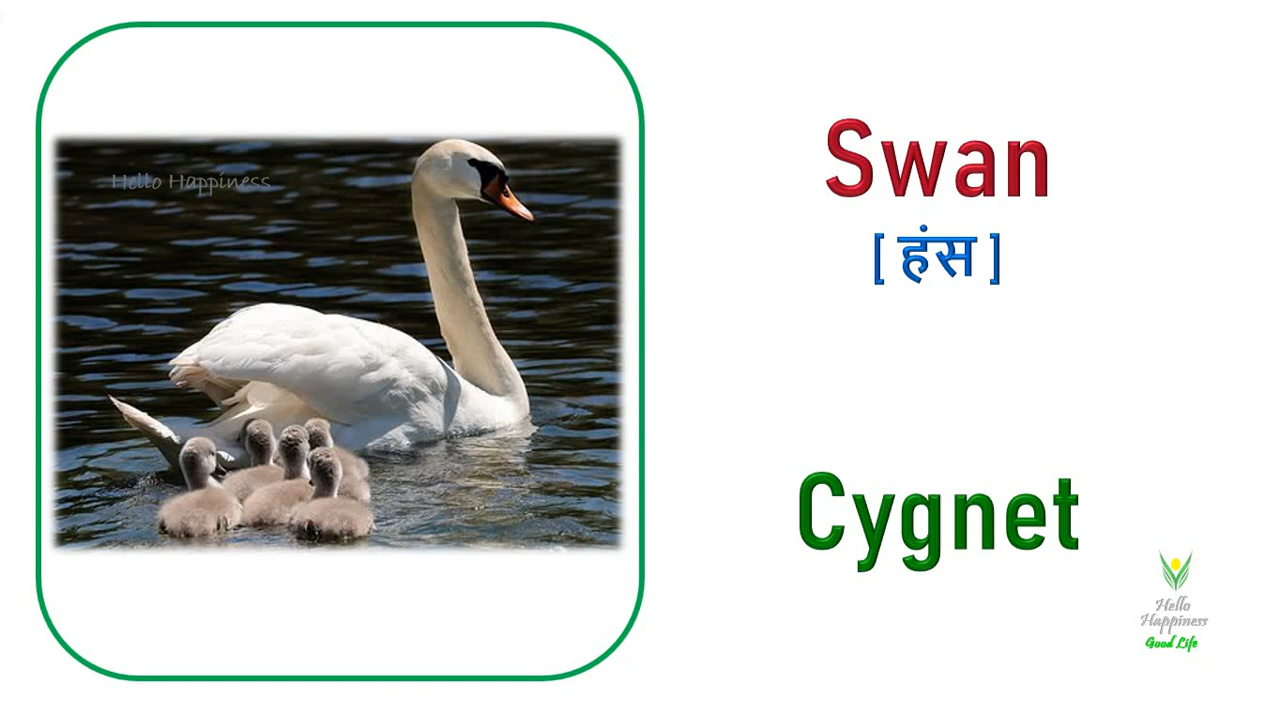 Hello Happiness
Swan
[ हंस ]
Cygnet
Hello
Happiness
Good Life